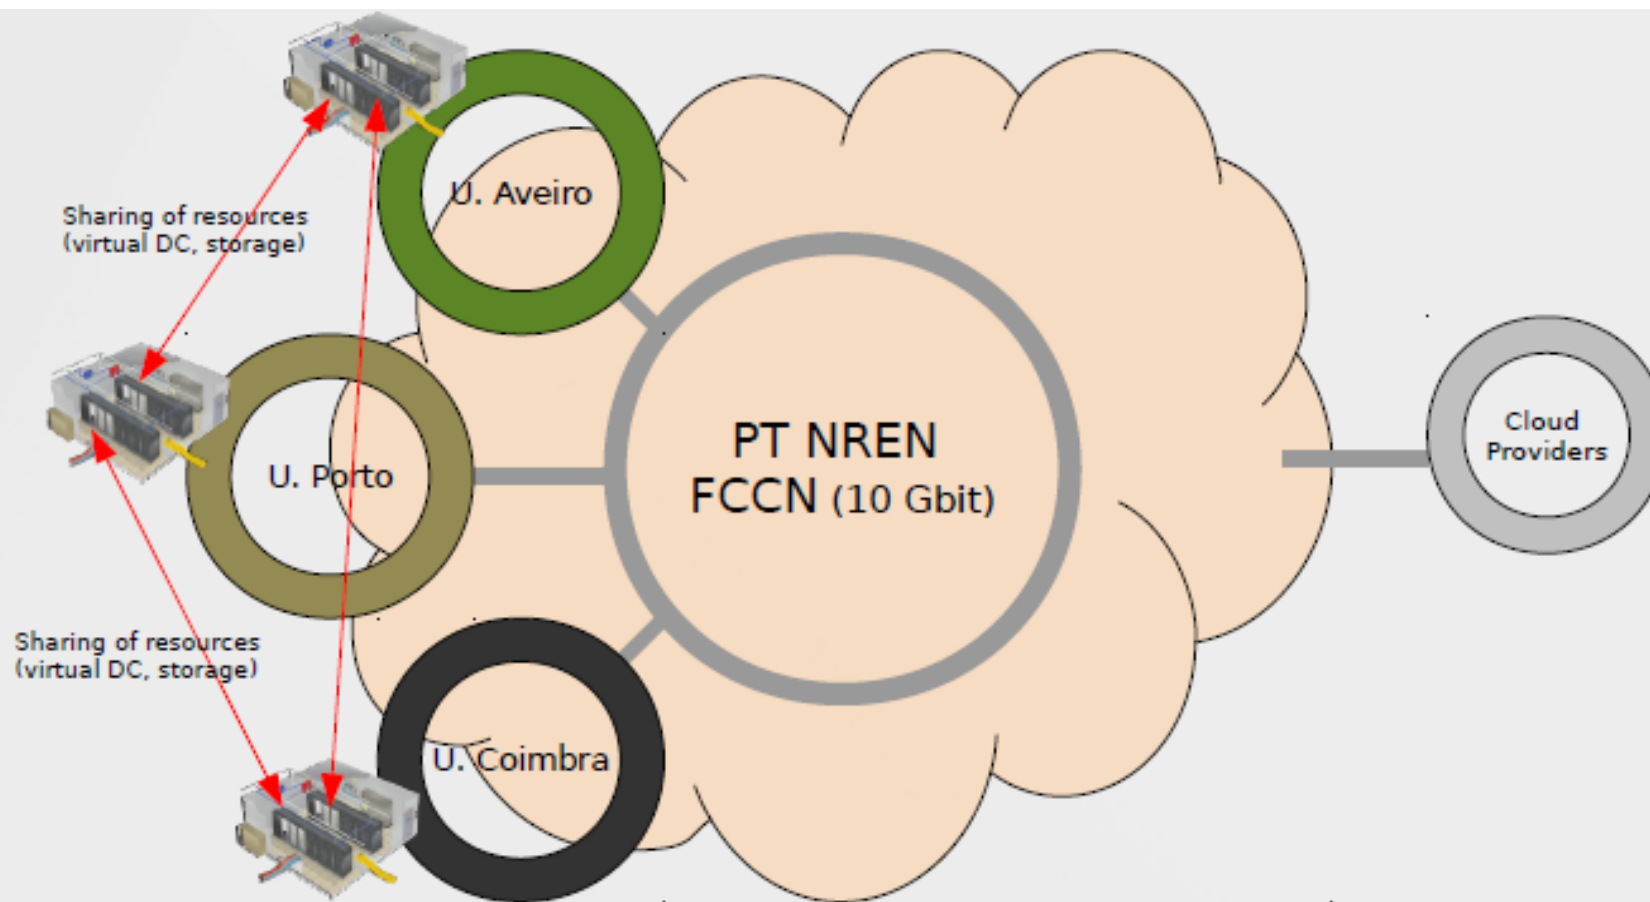 U. Aveiro
Sharing of resources
(virtual DC, storage)
PT NREN
FCCN (10 Gbit)
Cloud
Providers
U. Porto
Sharing of resources
(virtual DC, storage)
U. Coimbra